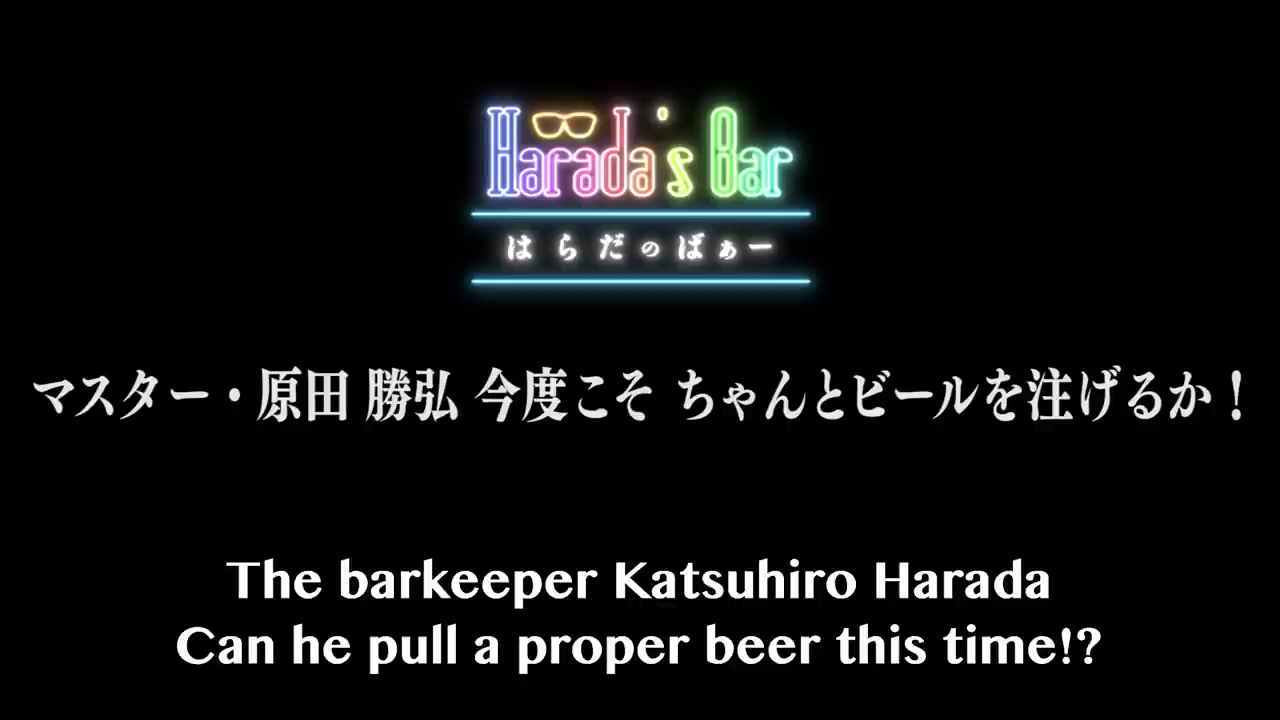 Harada's Bar
はらだのばぁー
マスター・原田 勝弘 今度こそ ちゃんとビールを注げるか！
The barkeeper Katsuhiro Harada
Can he pull a proper beer this time!?